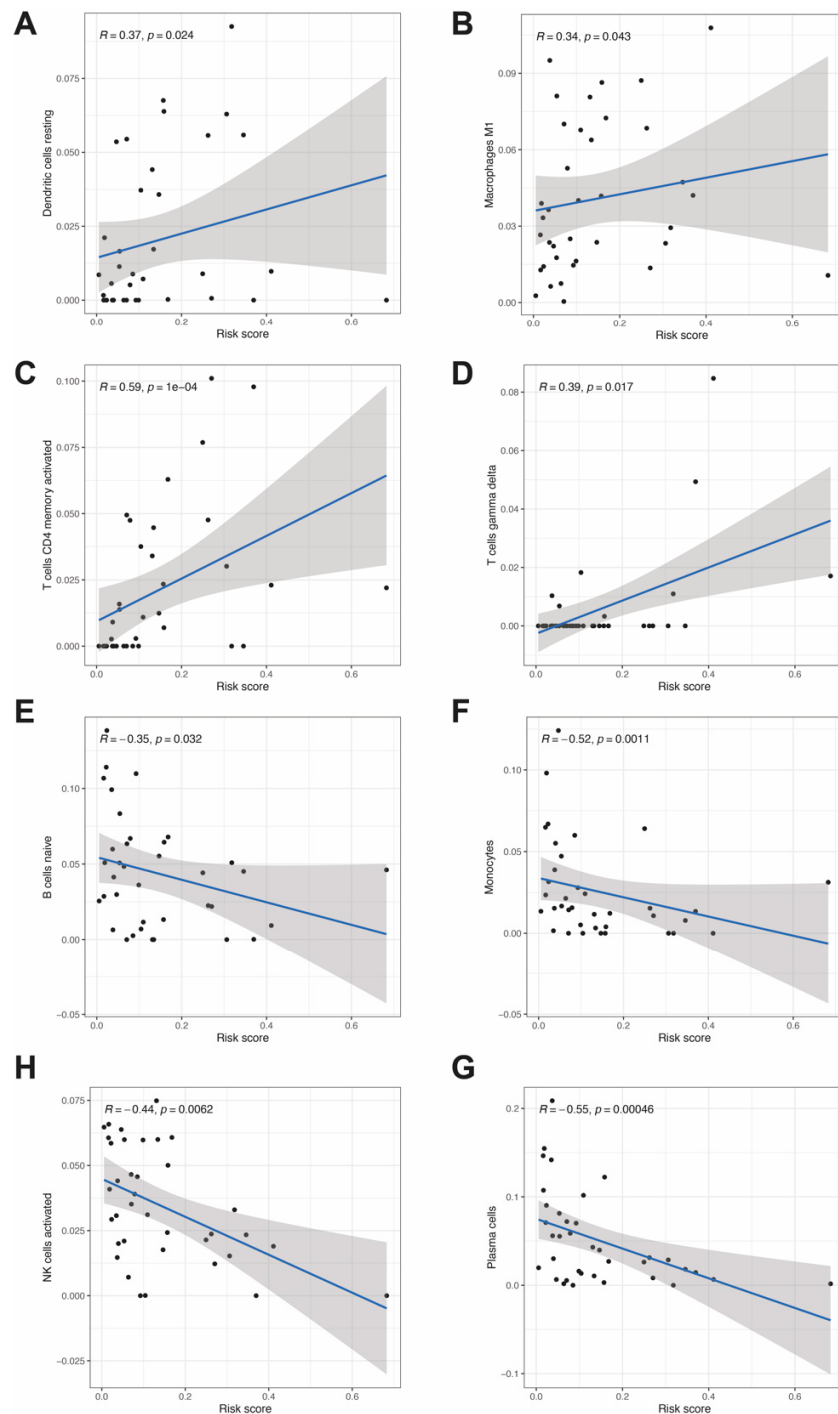 A
R = 0.37, p = 0.024
Dendritic cells resting
0.075
0.050
0.025
0.000
0.0 0.2 0.4 0.6
Risk score
B
R = 0.34, p = 0.043
Macrophages M1
0.09
0.06
0.03
0.00
0.0 0.2 0.4 0.6
Risk score
C
R = 0.59, p = 1e−04
T cells CD4 memory activated
0.100
0.075
0.050
0.025
0.000
0.0 0.2 0.4 0.6
Risk score
D
R = 0.39, p = 0.017
T cells gamma delta
0.08
0.06
0.04
0.02
0.00
0.0 0.2 0.4 0.6
Risk score
E
R = −0.35, p = 0.032
B cells naive
0.10
0.05
0.00
−0.05
0.0 0.2 0.4 0.6
Risk score
F
R = −0.52, p = 0.0011
Monocytes
0.10
0.05
0.00
−0.05
0.0 0.2 0.4 0.6
Risk score
H
R = −0.44, p = 0.0062
NK cells activated
0.075
0.050
0.025
0.000
−0.025
0.0 0.2 0.4 0.6
Risk score
G
R = −0.55, p = 0.00046
Plasma cells
0.2
0.1
0.0
−0.1
0.0 0.2 0.4 0.6
Risk score